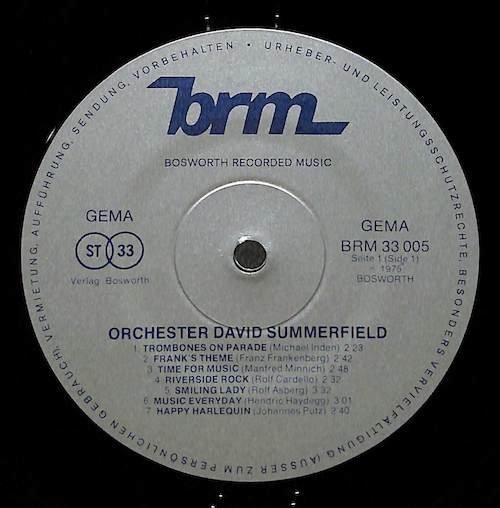 URHEBER- UND LEISTUNGSSCHUTZRECHTE, BESONDERS VERVIELFÄLTIGUNG (AUSSER ZUM PERSÖNLICHEN GEBRAUCH), VERMIETUNG, AUFFÜHRUNG, SENDUNG, VORBEHALTEN •
brm
BOSWORTH RECORDED MUSIC
GEMA
ST 33
Verlag Bosworth
GEMA
BRM 33 005
Seite 1 (Side 1)
℗ 1975
BOSWORTH
ORCHESTER DAVID SUMMERFIELD
1. TROMBONES ON PARADE (Michael Inden) 2'23
2. FRANK'S THEME (Franz Frankenberg) 2'42
3. TIME FOR MUSIC (Manfred Minnich) 2'48
4. RIVERSIDE ROCK (Rolf Cardello) 2'32
5. SMILING LADY (Rolf Asberg) 2'32
6. MUSIC EVERYDAY (Hendric Haydegg) 3'01
7. HAPPY HARLEQUIN (Johannes Putz) 2'40